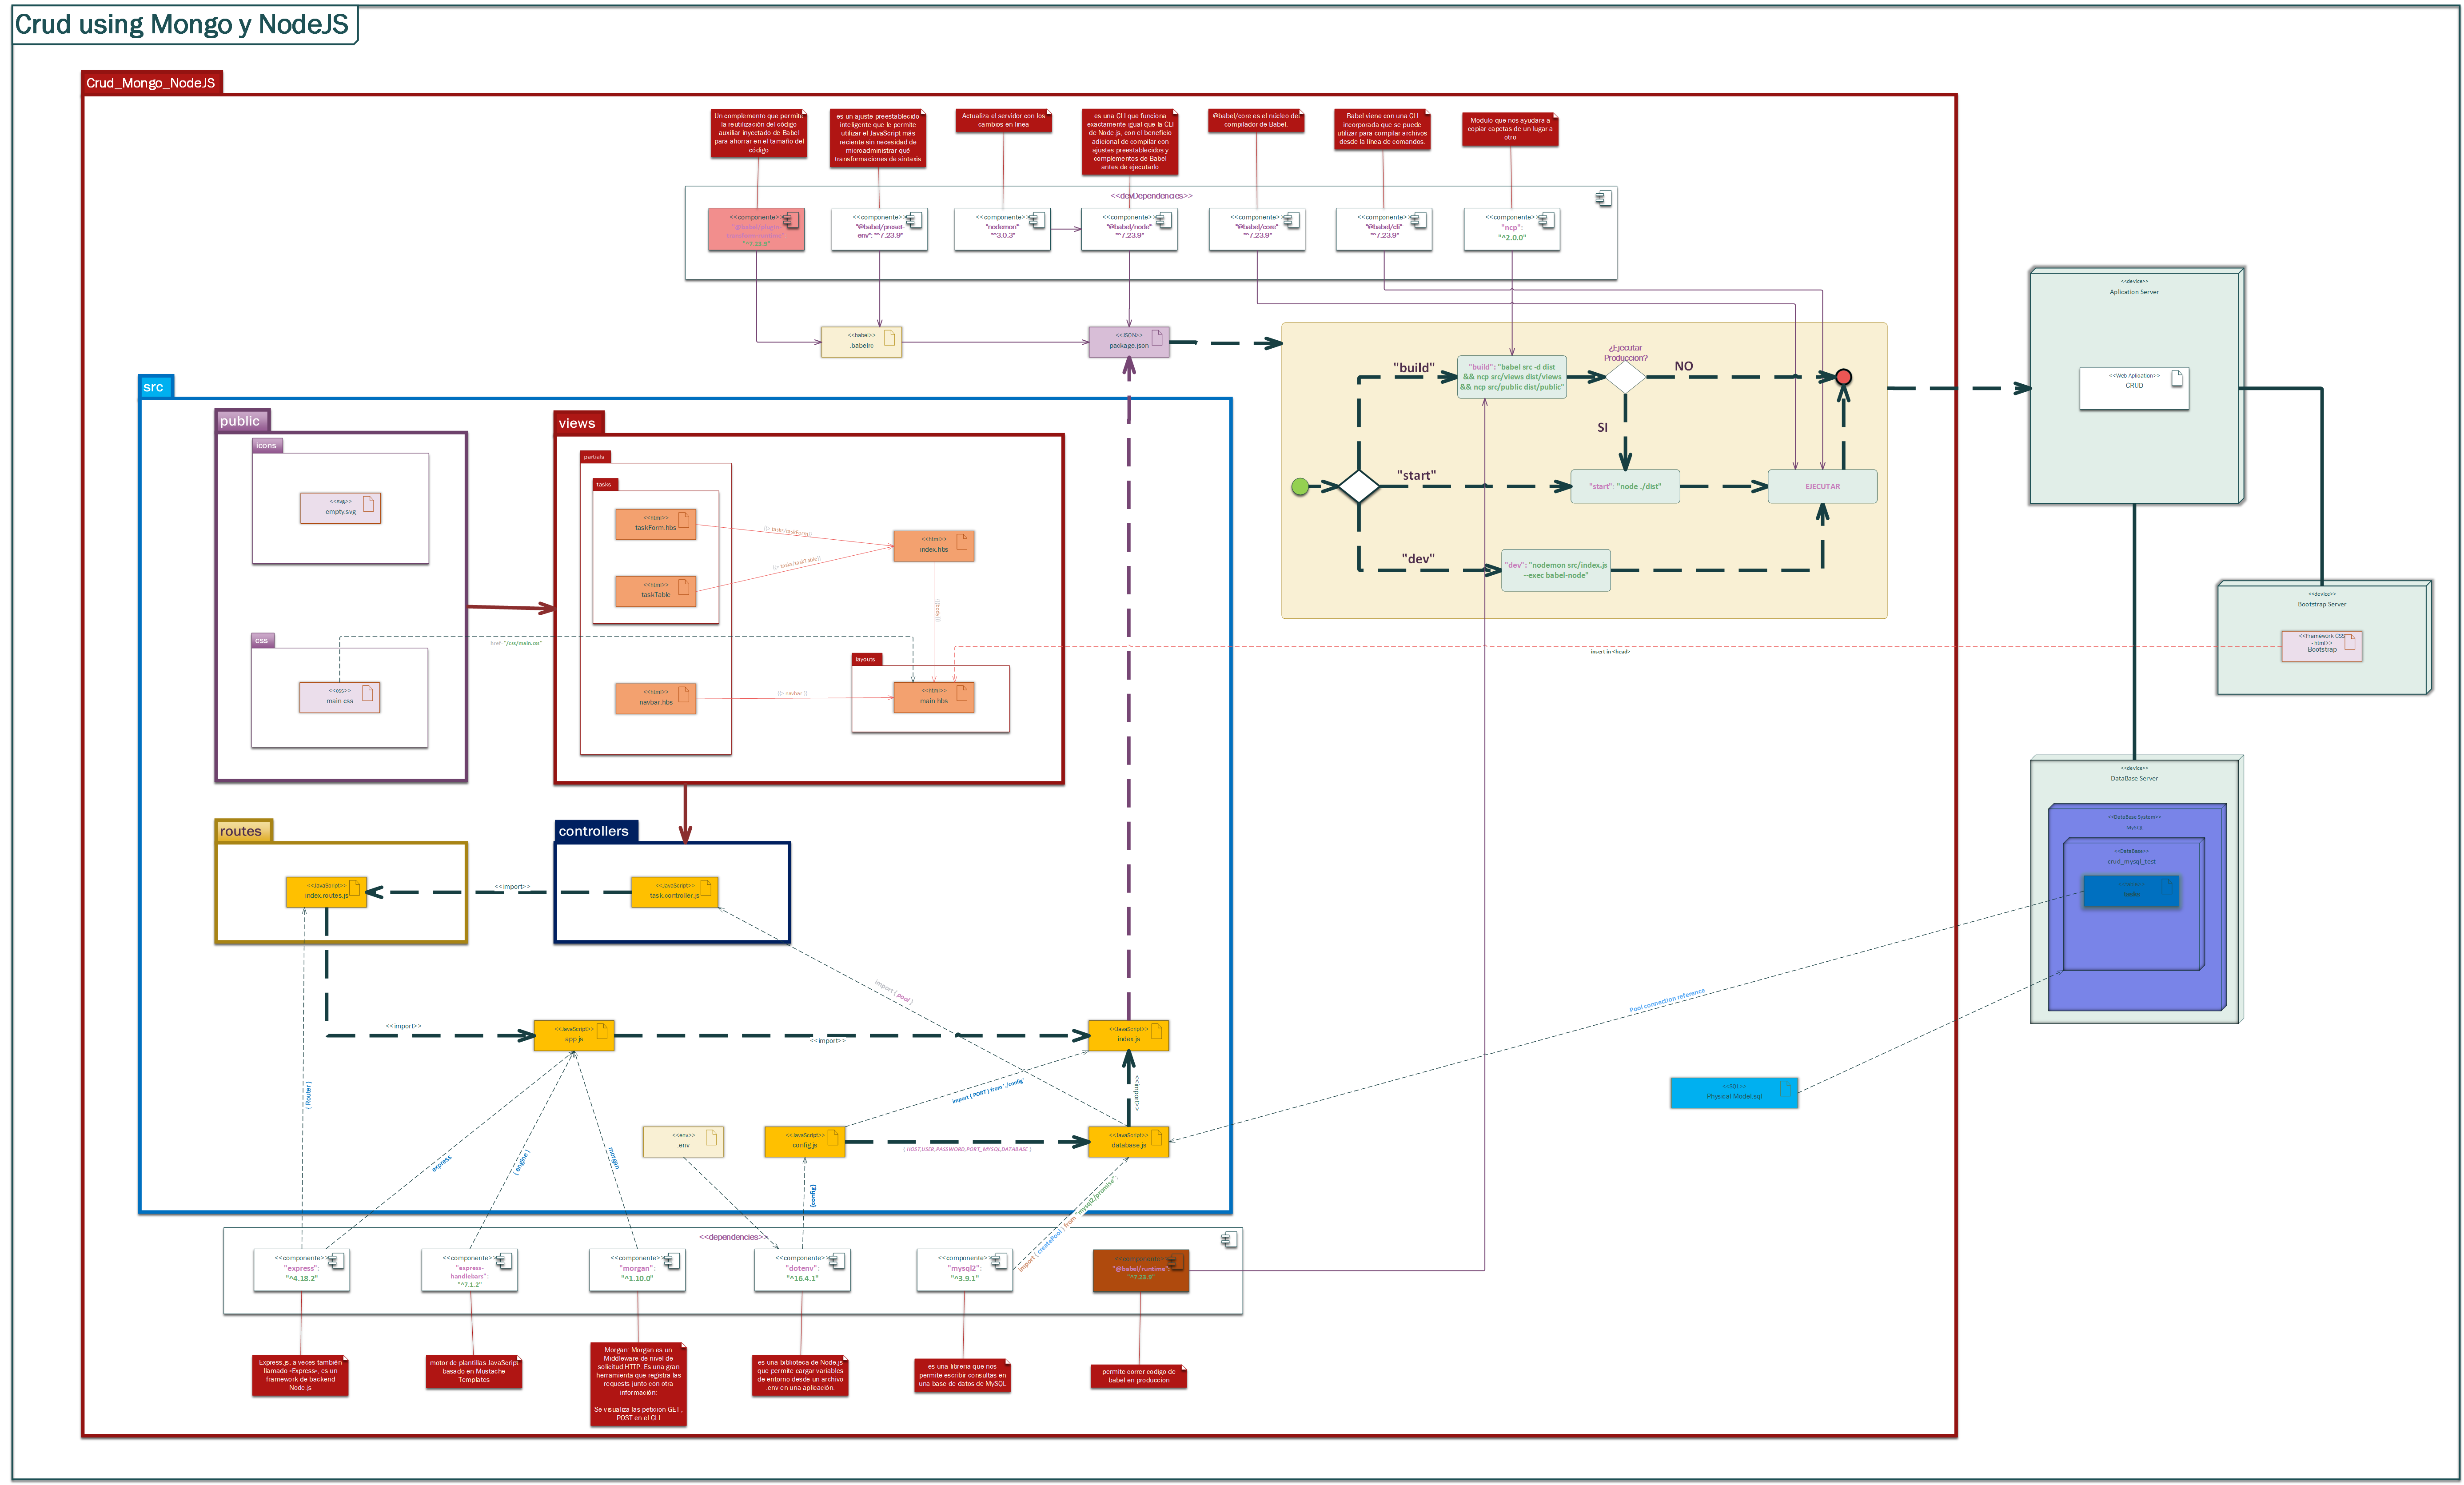 Crud using Mongo y NodeJS
Crud_Mongo_NodeJS
Un complemento que permite
la reutilización del código
auxiliar inyectado de Babel
para ahorrar en el tamaño del
código
es un ajuste preestablecido
inteligente que le permite
utilizar el JavaScript más
reciente sin necesidad de
microadministrar qué
transformaciones de sintaxis
Actualiza el servidor con los
cambios en linea
es una CLI que funciona
exactamente igual que la CLI
de Node.js, con el beneficio
adicional de compilar con
ajustes preestablecidos y
complementos de Babel
antes de ejecutarlo
@babel/core es el núcleo del
compilador de Babel.
Babel viene con una CLI
incorporada que se puede
utilizar para compilar archivos
desde la línea de comandos.
Modulo que nos ayudara a
copiar capetas de un lugar a
otro
<<devDependencies>>
<<componente>>
"^7.23.9"
<<componente>>
"@babel/preset-
env": "^7.23.9"
<<componente>>
"nodemon":
"^3.0.3"
<<componente>>
"@babel/node":
"^7.23.9"
<<componente>>
"@babel/core":
"^7.23.9"
<<componente>>
"@babel/cli":
"^7.23.9"
<<componente>>
"ncp":
"^2.0.0"
<<babel>>
.babelrc
<<JSON>>
package.json
"build"
"build": "babel src -d dist
&& ncp src/views dist/views
&& ncp src/public dist/public"
¿Ejecutar
Produccion?
NO
SI
"start"
"start": "node ./dist"
EJECUTAR
"dev"
"dev": "nodemon src/index.js
--exec babel-node"
<<device>>
Aplication Server
<<Web Aplication>>
CRUD
<<device>>
Bootstrap Server
<<Framework CSS
- Html>>
Bootstrap
insert in <head>
<<device>>
DataBase Server
<<DataBase System>>
MySQL
<<DataBase>>
crud_mysql_test
src
public
icons
<<svg>>
empty.svg
css
<<css>>
main.css
href="/css/main.css"
views
partials
tasks
<<html>>
taskForm.hbs
{{> tasks/taskForm}}
<<html>>
taskTable
{{> tasks/taskTable}}
<<html>>
index.hbs
{{{body}}}
<<html>>
navbar.hbs
{{> navbar }}
layouts
<<html>>
main.hbs
routes
<<JavaScript>>
index.routes.js
<<import>>
controllers
<<JavaScript>>
task.controller.js
import { pool }
<<import>>
<<JavaScript>>
app.js
<<import>>
<<JavaScript>>
index.js
<<import>>
import { PORT } from './config'
{ Router }
express
{ engine }
morgan
<<env>>
.env
<<JavaScript>>
config.js
{config}
{ HOST,USER,PASSWORD,PORT_MYSQL,DATABASE }
<<JavaScript>>
database.js
import { createPool } from "mysql2/promise";
Pool connection reference
<<SQL>>
Physical Model.sql
<<dependencies>>
<<componente>>
"express":
"^4.18.2"
<<componente>>
"express-
handlebars":
"^7.1.2"
<<componente>>
"morgan":
"^1.10.0"
<<componente>>
"dotenv":
"^16.4.1"
<<componente>>
"mysql2":
"^3.9.1"
<<componente>>
"@babel/runtime":
"^7.23.9"
Express.js, a veces también
llamado «Express», es un
framework de backend
Node.js
motor de plantillas JavaScript
basado en Mustache
Templates
Morgan: Morgan es un
Middleware de nivel de
solicitud HTTP. Es una gran
herramienta que registra las
requests junto con otra
información:
Se visualiza las peticion GET ,
POST en el CLI
es una biblioteca de Node.js
que permite cargar variables
de entorno desde un archivo
.env en una aplicación.
es una libreria que nos
permite escribir consultas en
una base de datos de MySQL
permite correr codigo de
babel en produccion